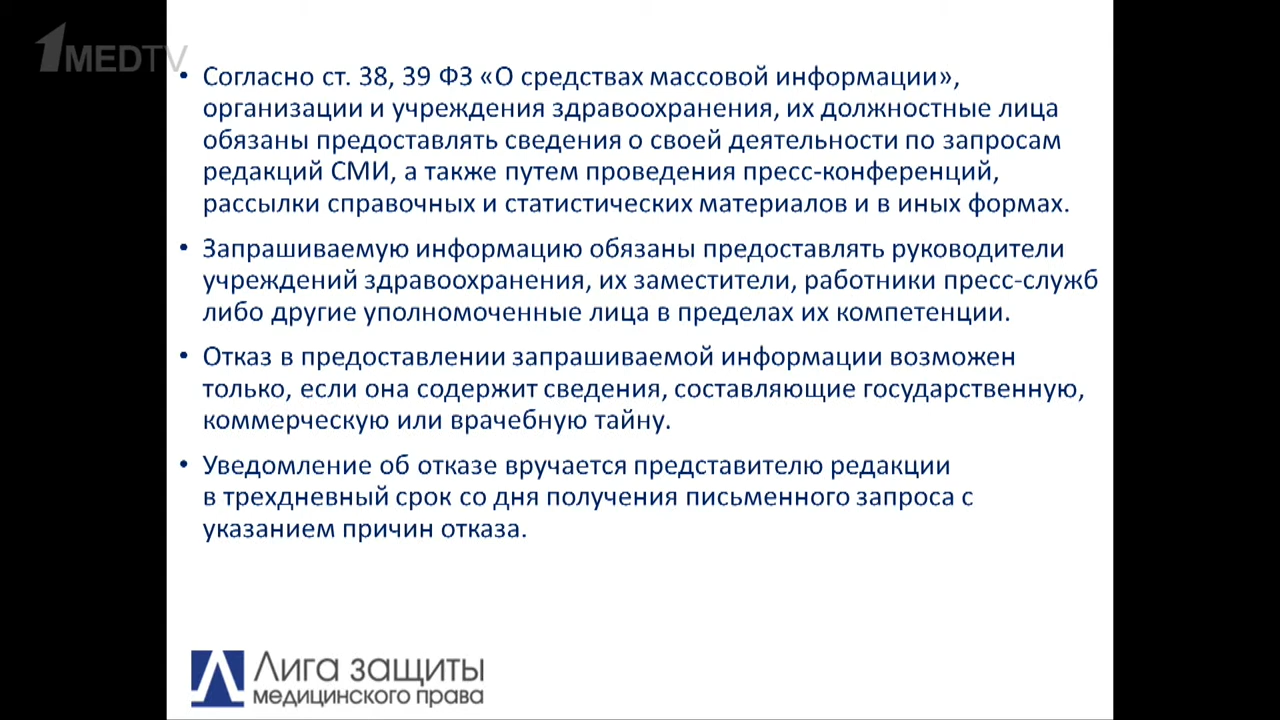 1MEDTV
• Согласно ст. 38, 39 ФЗ «О средствах массовой информации»,
организации и учреждения здравоохранения, их должностные лица
обязаны предоставлять сведения о своей деятельности по запросам
редакций СМИ, а также путем проведения пресс-конференций,
рассылки справочных и статистических материалов и в иных формах.
• Запрашиваемую информацию обязаны предоставлять руководители
учреждений здравоохранения, их заместители, работники пресс-служб
либо другие уполномоченные лица в пределах их компетенции.
• Отказ в предоставлении запрашиваемой информации возможен
только, если она содержит сведения, составляющие государственную,
коммерческую или врачебную тайну.
• Уведомление об отказе вручается представителю редакции
в трехдневный срок со дня получения письменного запроса с
указанием причин отказа.
Лига защиты
медицинского права